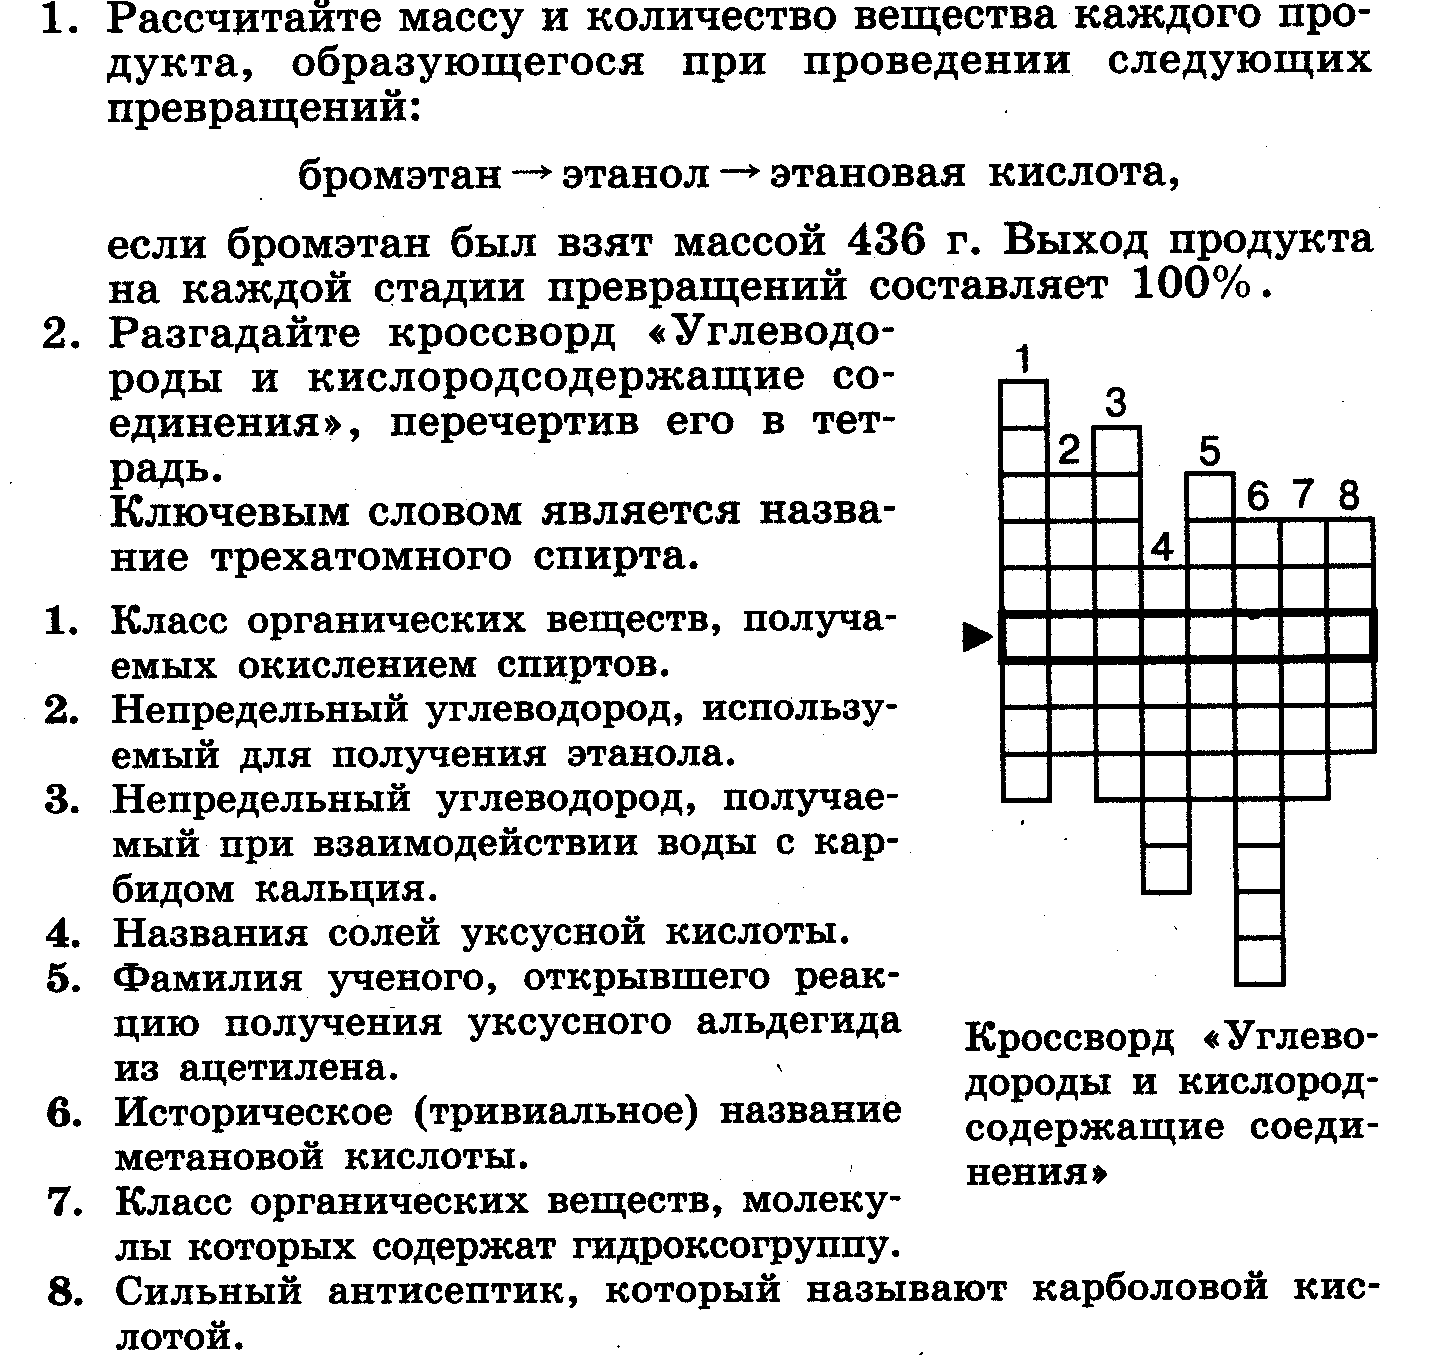 1. Рассчитайте массу и количество вещества каждого про-
дукта, образующегося при проведении следующих
превращений:
бромэтан → этанол → этановая кислота,
если бромэтан был взят массой 436 г. Выход продукта
на каждой стадии превращений составляет 100%.
2. Разгадайте кроссворд «Углеводо-
роды и кислородсодержащие со-
единения», перечертив его в тет-
радь.
Ключевым словом является назва-
ние трехатомного спирта.
1. Класс органических веществ, получа-
емых окислением спиртов.
2. Непредельный углеводород, использу-
емый для получения этанола.
3. Непредельный углеводород, получае-
мый при взаимодействии воды с кар-
бидом кальция.
4. Названия солей уксусной кислоты.
5. Фамилия ученого, открывшего реак-
цию получения уксусного альдегида
из ацетилена.
6. Историческое (тривиальное) название
метановой кислоты.
7. Класс органических веществ, молеку-
лы которых содержат гидроксогруппу.
8. Сильный антисептик, который называют карболовой кис-
лотой.
1
3
2
5
6 7 8
4
Кроссворд «Углево-
дороды и кислород-
содержащие соеди-
нения»